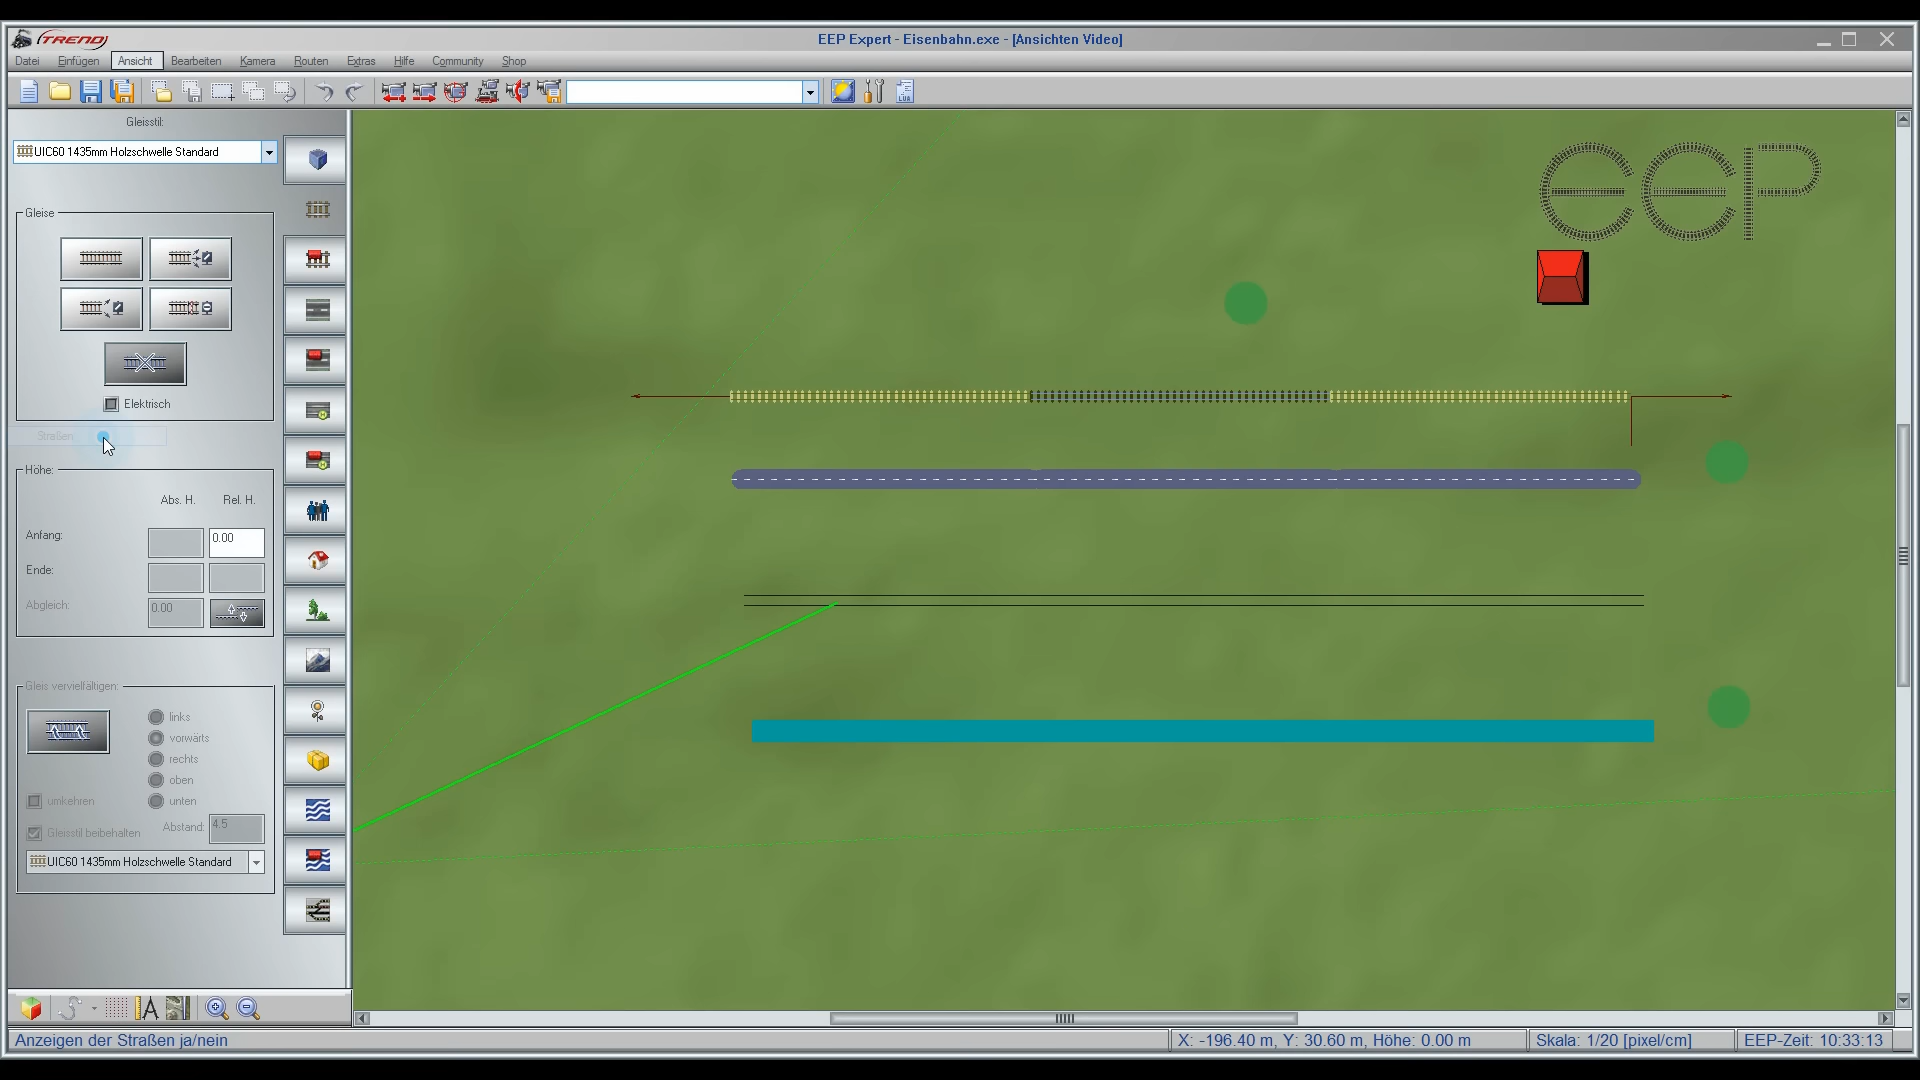 TREND
EEP Expert - Eisenbahn.exe - [Ansichten Video]
Datei Einfügen Ansicht Bearbeiten Kamera Routen Extras Hilfe Community Shop
LUA
Gleisstil:
UIC60 1435mm Holzschwelle Standard
Gleise
Elektrisch
Straßen
Höhe:
Abs. H. Rel. H.
Anfang: 0.00
Ende:
Abgleich: 0.00
Gleis vervielfältigen:
links
vorwärts
rechts
oben
umkehren unten
Gleisstil beibehalten Abstand: 4.5
UIC60 1435mm Holzschwelle Standard
EEP
A
Anzeigen der Straßen ja/nein
X: -196.40 m, Y: 30.60 m, Höhe: 0.00 m
Skala: 1/20 [pixel/cm]
EEP-Zeit: 10:33:13